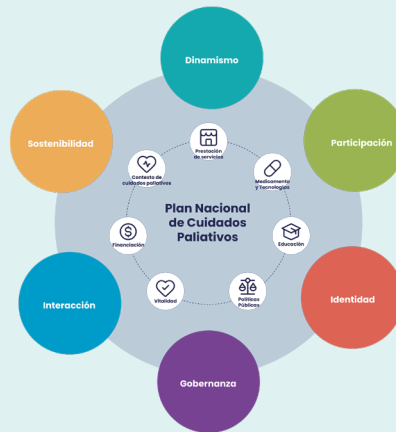 Dinamismo
Sostenibilidad
Participación
Prestación
de servicios
Contexto de
cuidados paliativos
Medicamento
y Tecnologías
Plan Nacional
de Cuidados
Paliativos
Financiación
Educación
Vitalidad
Políticas
Públicas
Interacción
Identidad
Gobernanza